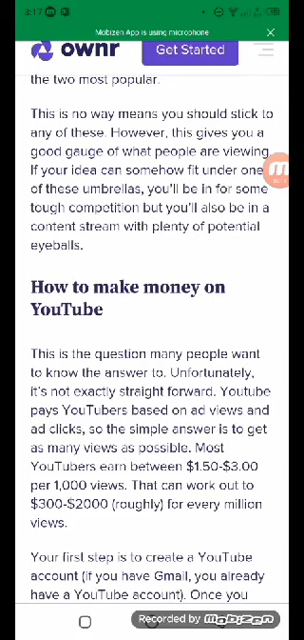 3:17
Mobizen App is using microphone
ownr
Get Started
the two most popular.
This is no way means you should stick to
any of these. However, this gives you a
good gauge of what people are viewing.
If your idea can somehow fit under one
of these umbrellas, you'll be in for some
tough competition but you'll also be in a
content stream with plenty of potential
eyeballs.
How to make money on
YouTube
This is the question many people want
to know the answer to. Unfortunately,
it's not exactly straight forward. Youtube
pays YouTubers based on ad views and
ad clicks, so the simple answer is to get
as many views as possible. Most
YouTubers earn between $1.50-$3.00
per 1,000 views. That can work out to
$300-$2000 (roughly) for every million
views.
Your first step is to create a YouTube
account (if you have Gmail, you already
have a YouTube account). Once you
Recorded by mobizen